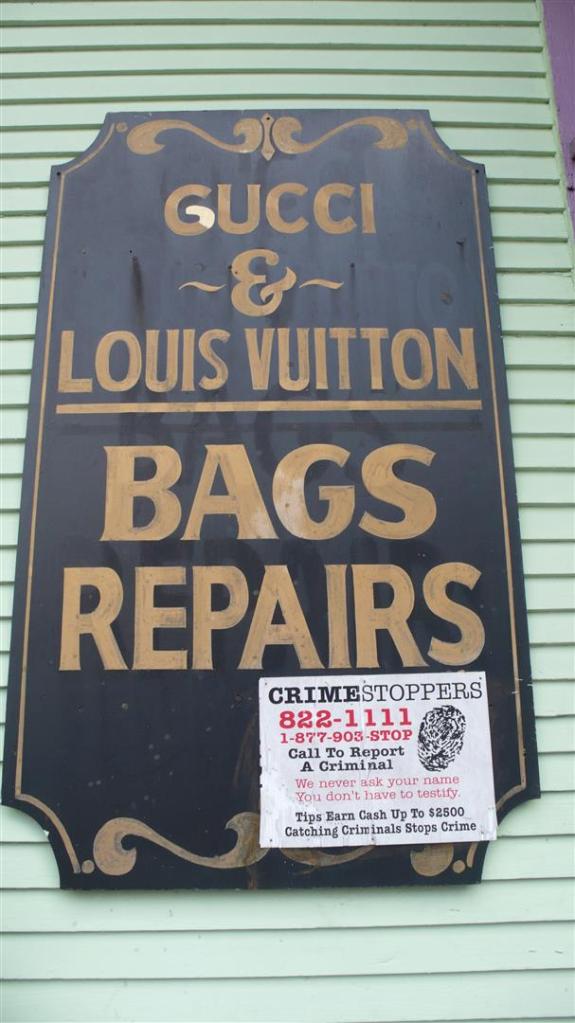 GUCCI
~ & ~
LOUIS VUITTON
BAGS
REPAIRS
CRIMESTOPPERS
822-1111
1-877-903-STOP
Call To Report
A Criminal
We never ask your name
You don't have to testify.
Tips Earn Cash Up To $2500
Catching Criminals Stops Crime